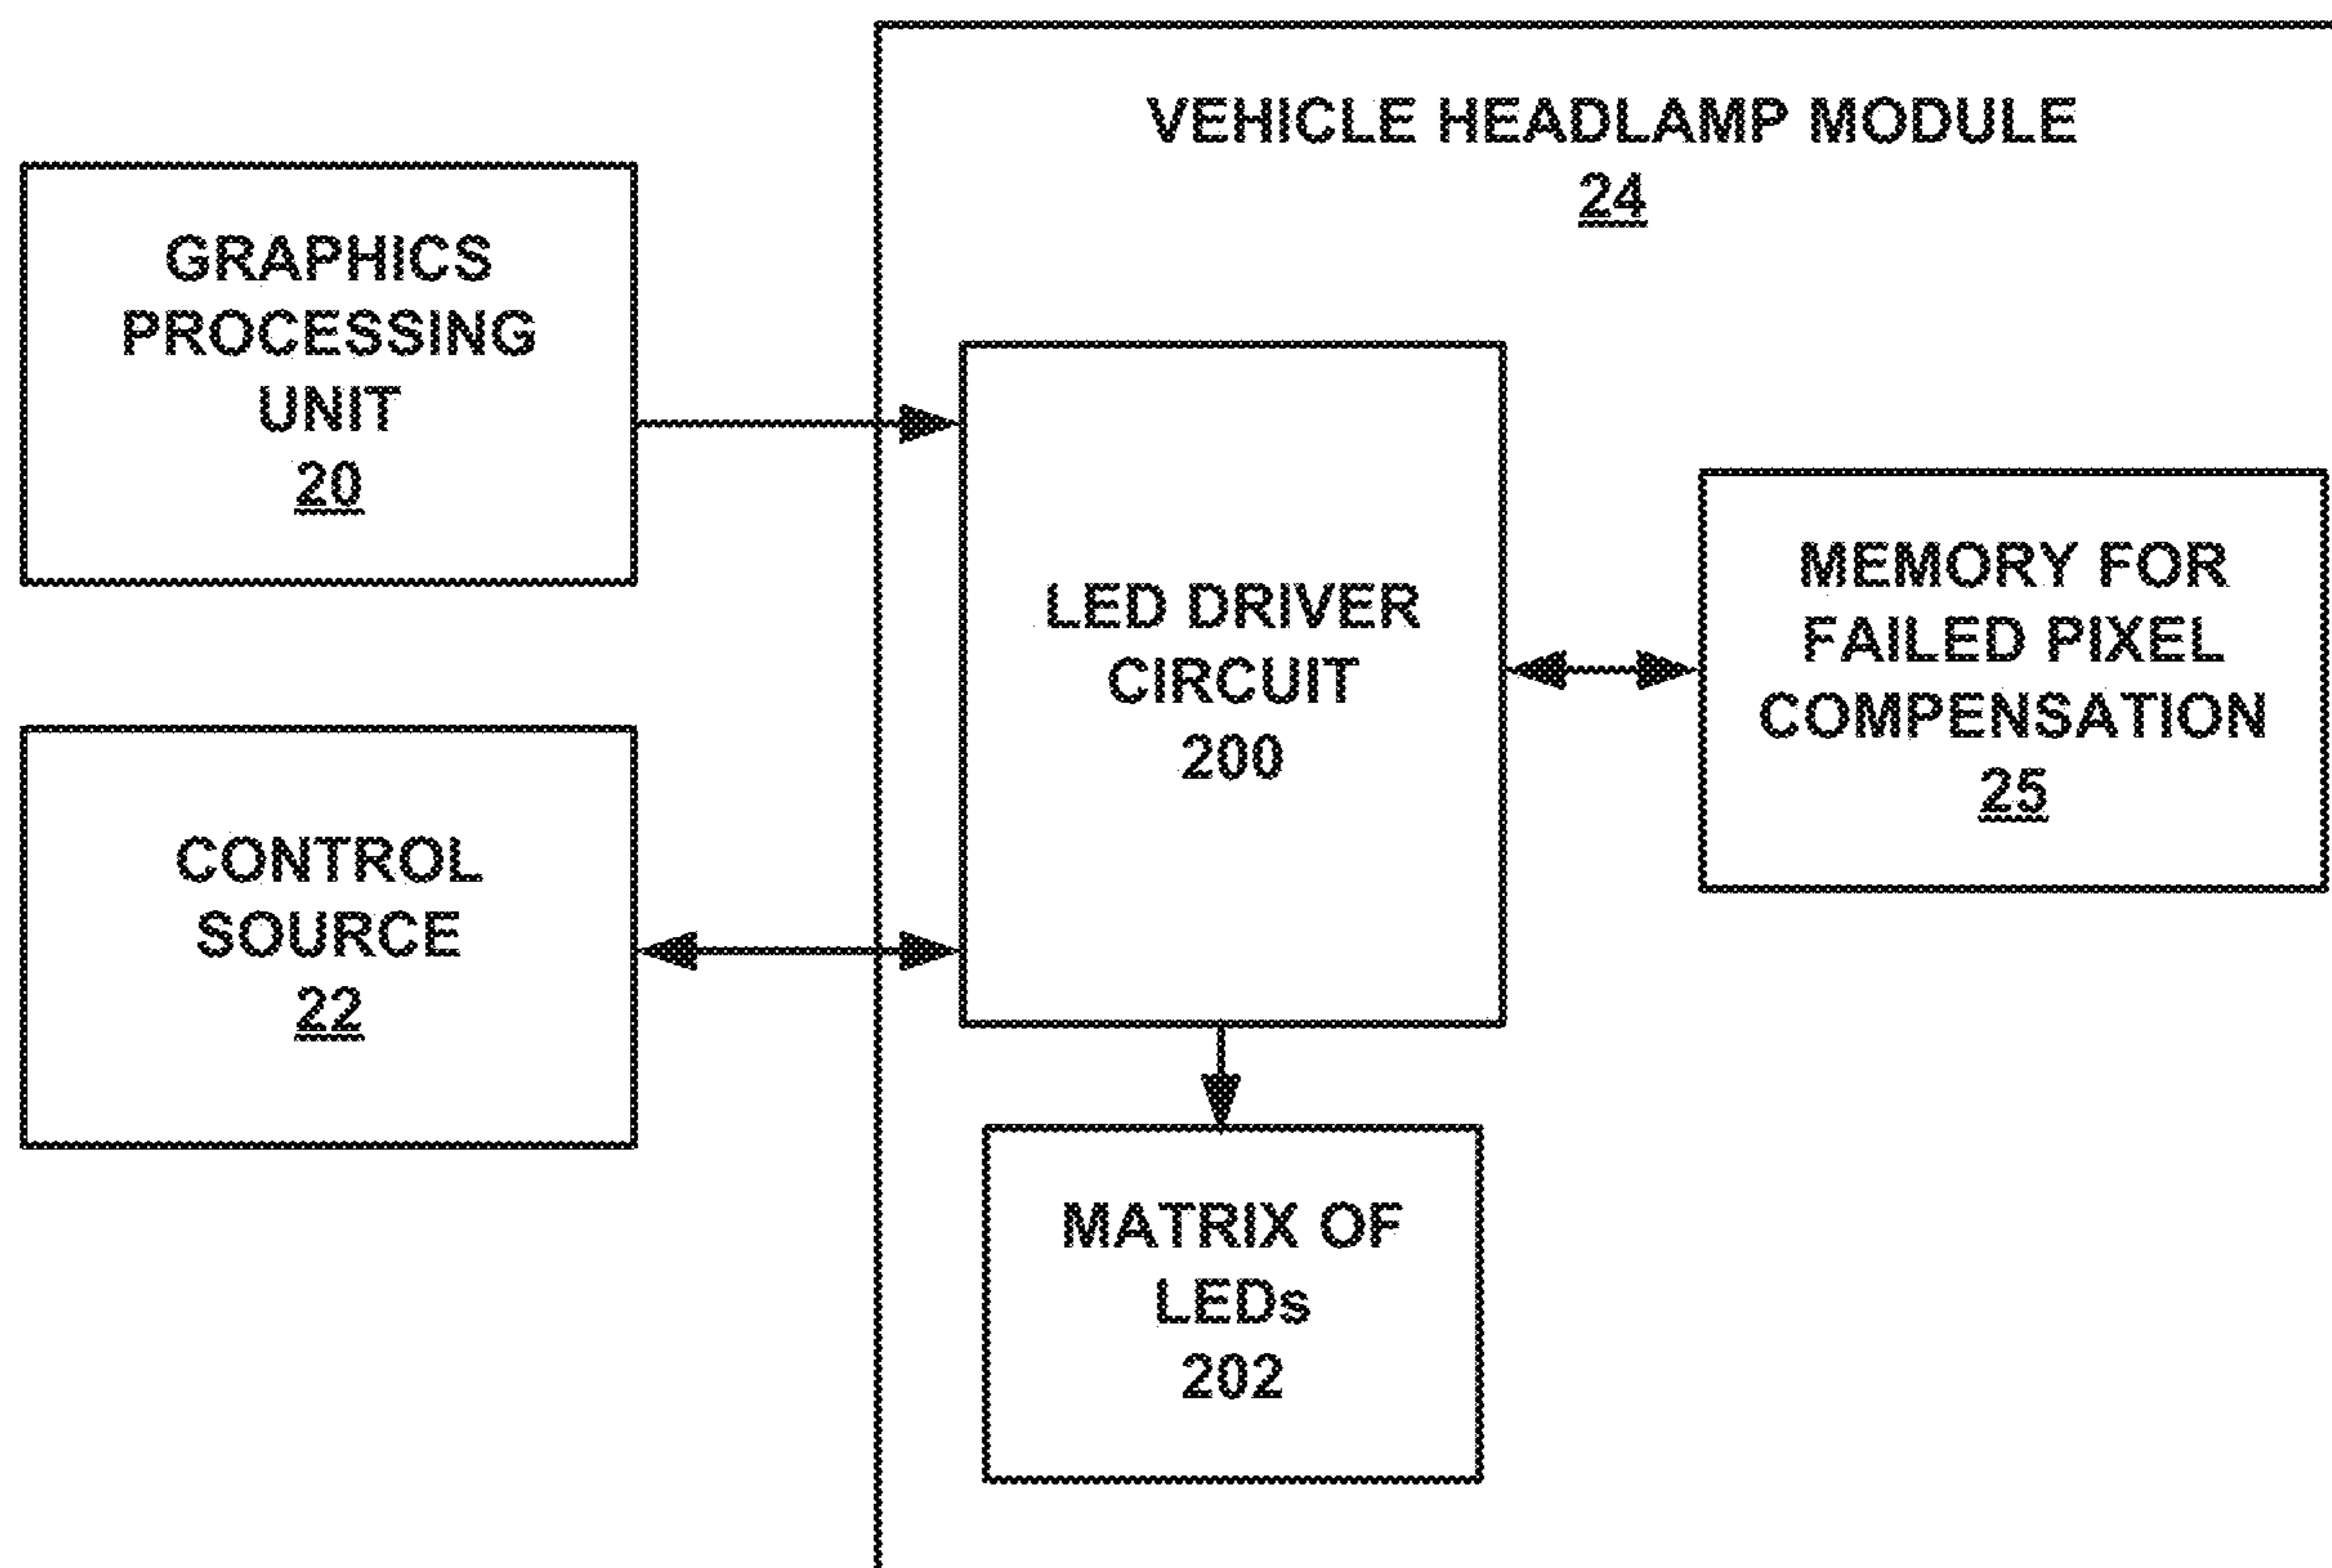 VEHICLE HEADLAMP MODULE
24
GRAPHICS
PROCESSING
UNIT
20
LED DRIVER
CIRCUIT
200
MEMORY FOR
FAILED PIXEL
COMPENSATION
25
CONTROL
SOURCE
22
MATRIX OF
LEDs
202